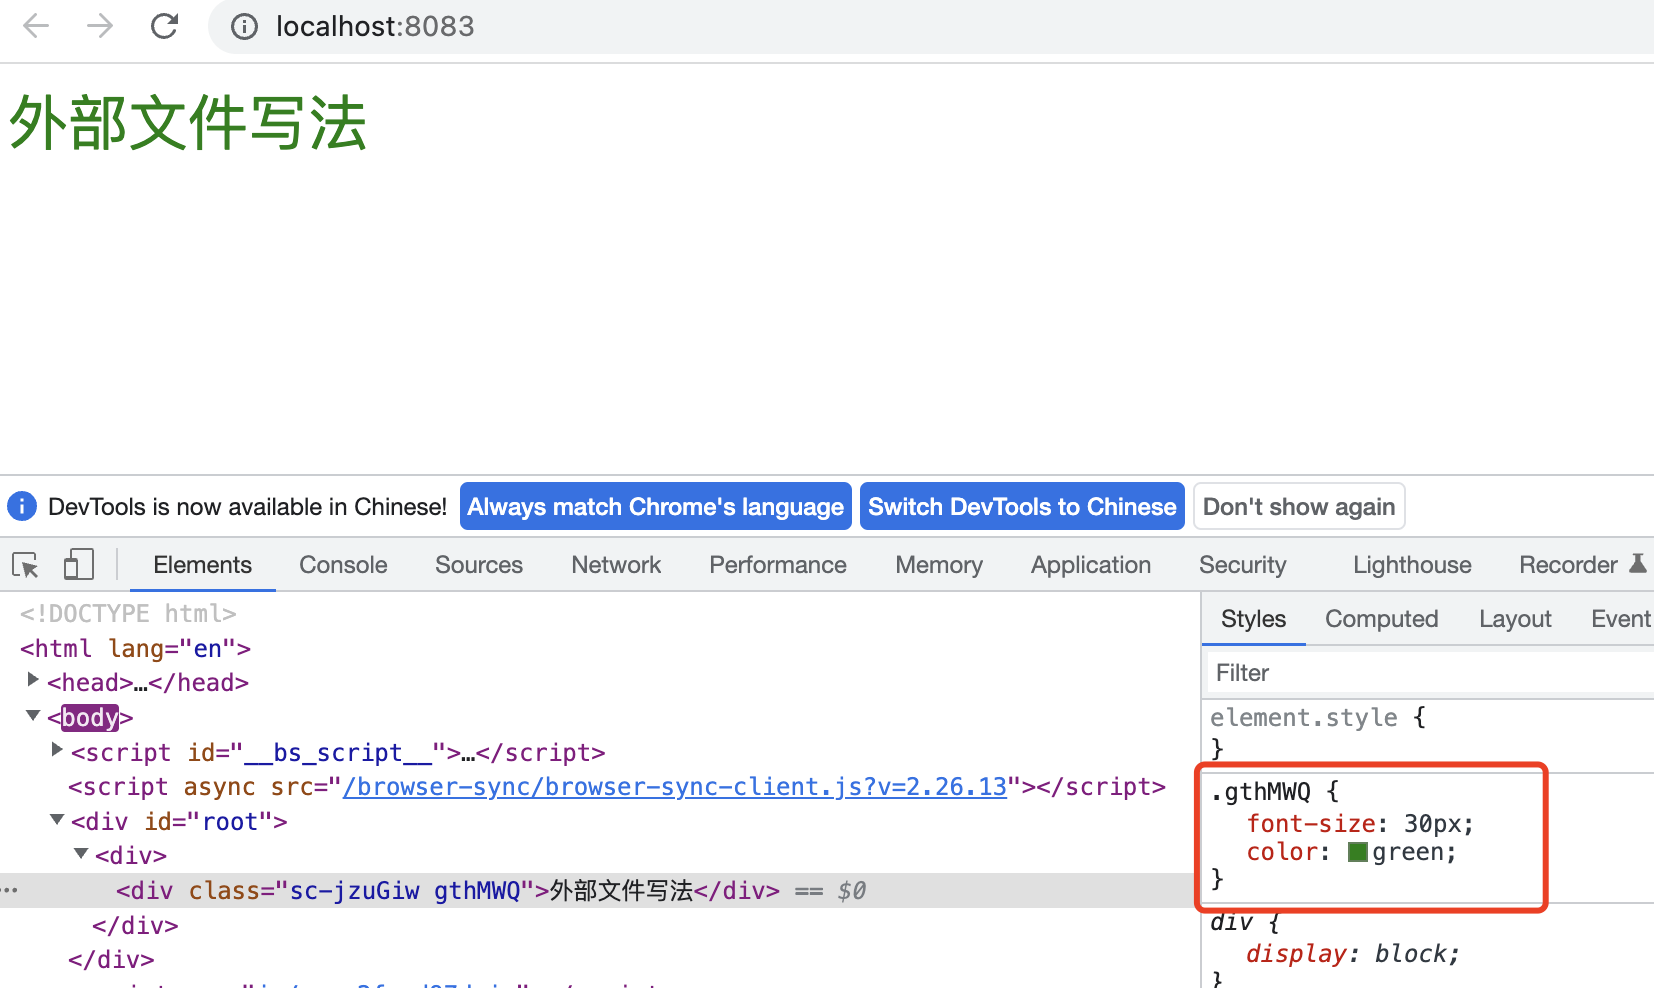 localhost:8083
外部文件写法
DevTools is now available in Chinese! Always match Chrome's language Switch DevTools to Chinese Don't show again
Elements Console Sources Network Performance Memory Application Security Lighthouse Recorder
<!DOCTYPE html>
<html lang="en">
<head>…</head>
<body>
<script id="__bs_script__">…</script>
<script async src="/browser-sync/browser-sync-client.js?v=2.26.13"></script>
<div id="root">
<div>
<div class="sc-jzuGiw gthMWQ">外部文件写法</div> == $0
</div>
</div>
Styles Computed Layout Event
Filter
element.style {
}
.gthMWQ {
font-size: 30px;
color: green;
}
div {
display: block;
}